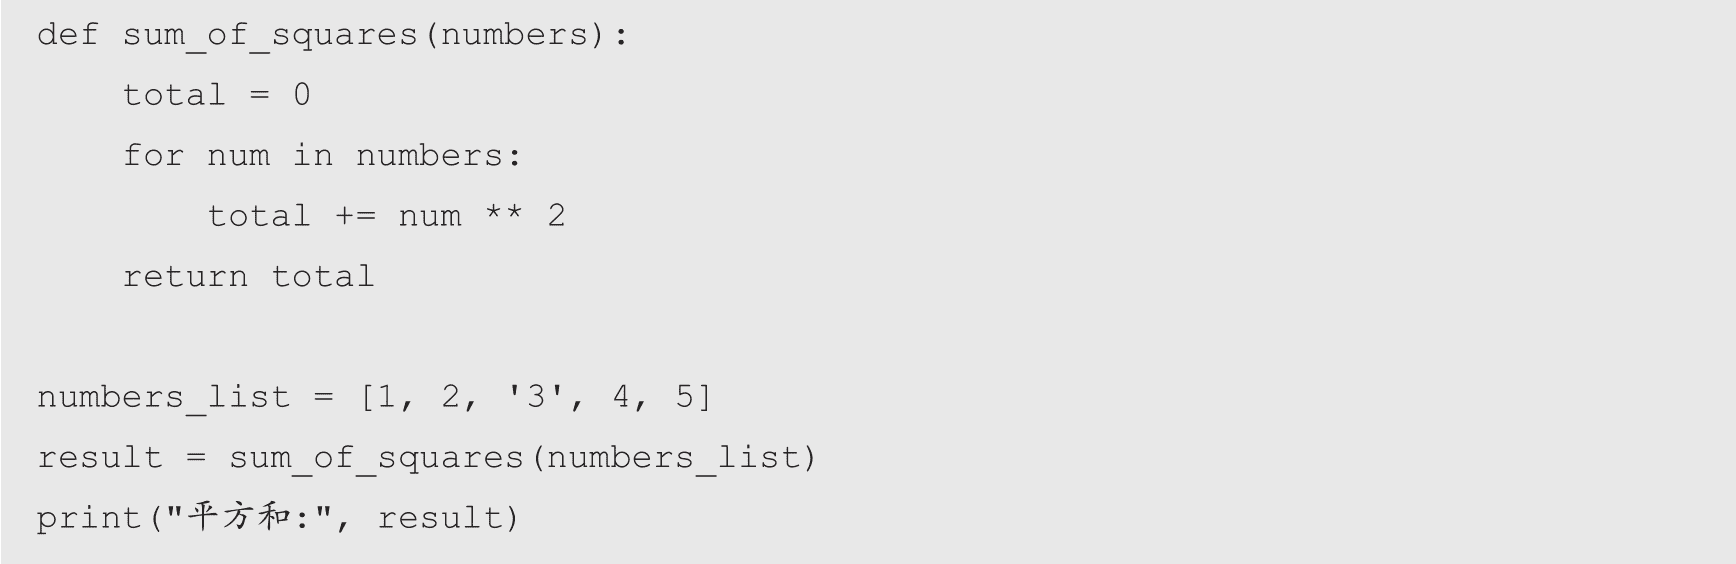 def sum_of_squares(numbers):
    total = 0
    for num in numbers:
        total += num ** 2
    return total

numbers_list = [1, 2, '3', 4, 5]
result = sum_of_squares(numbers_list)
print("平方和:", result)